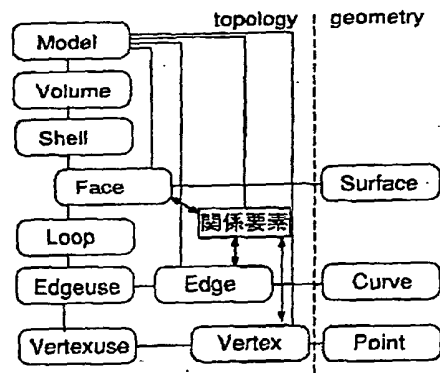 topology geometry
Model
Volume
Shell
Face Surface
関係要素
Loop
Edgeuse Edge Curve
Vertexuse Vertex Point